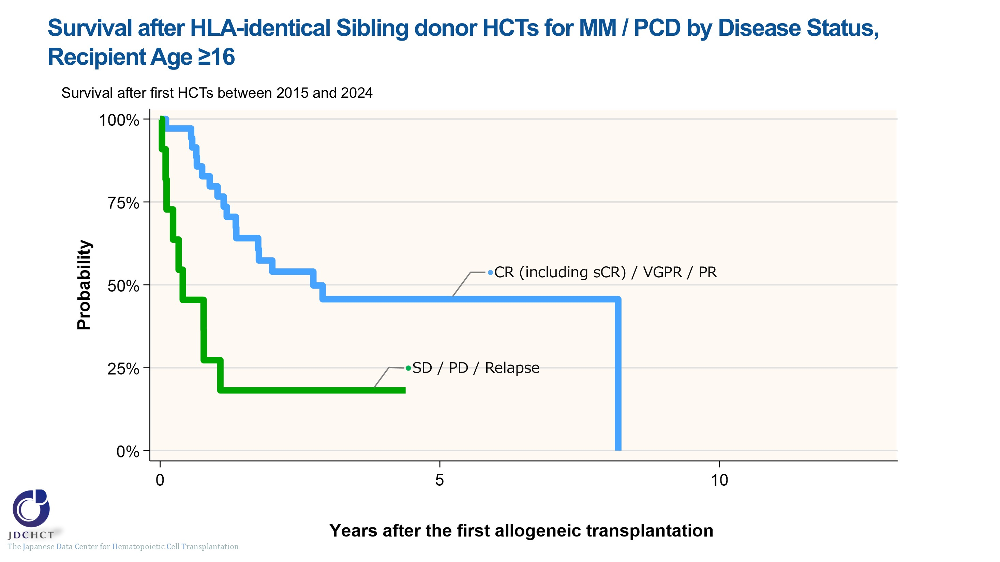 Survival after HLA-identical Sibling donor HCTs for MM / PCD by Disease Status,
Recipient Age ≥16
Survival after first HCTs between 2015 and 2024
100%
75%
50%
25%
0%
Probability
CR (including sCR) / VGPR / PR
SD / PD / Relapse
0
5
10
Years after the first allogeneic transplantation
JDCHCT
The Japanese Data Center for Hematopoietic Cell Transplantation